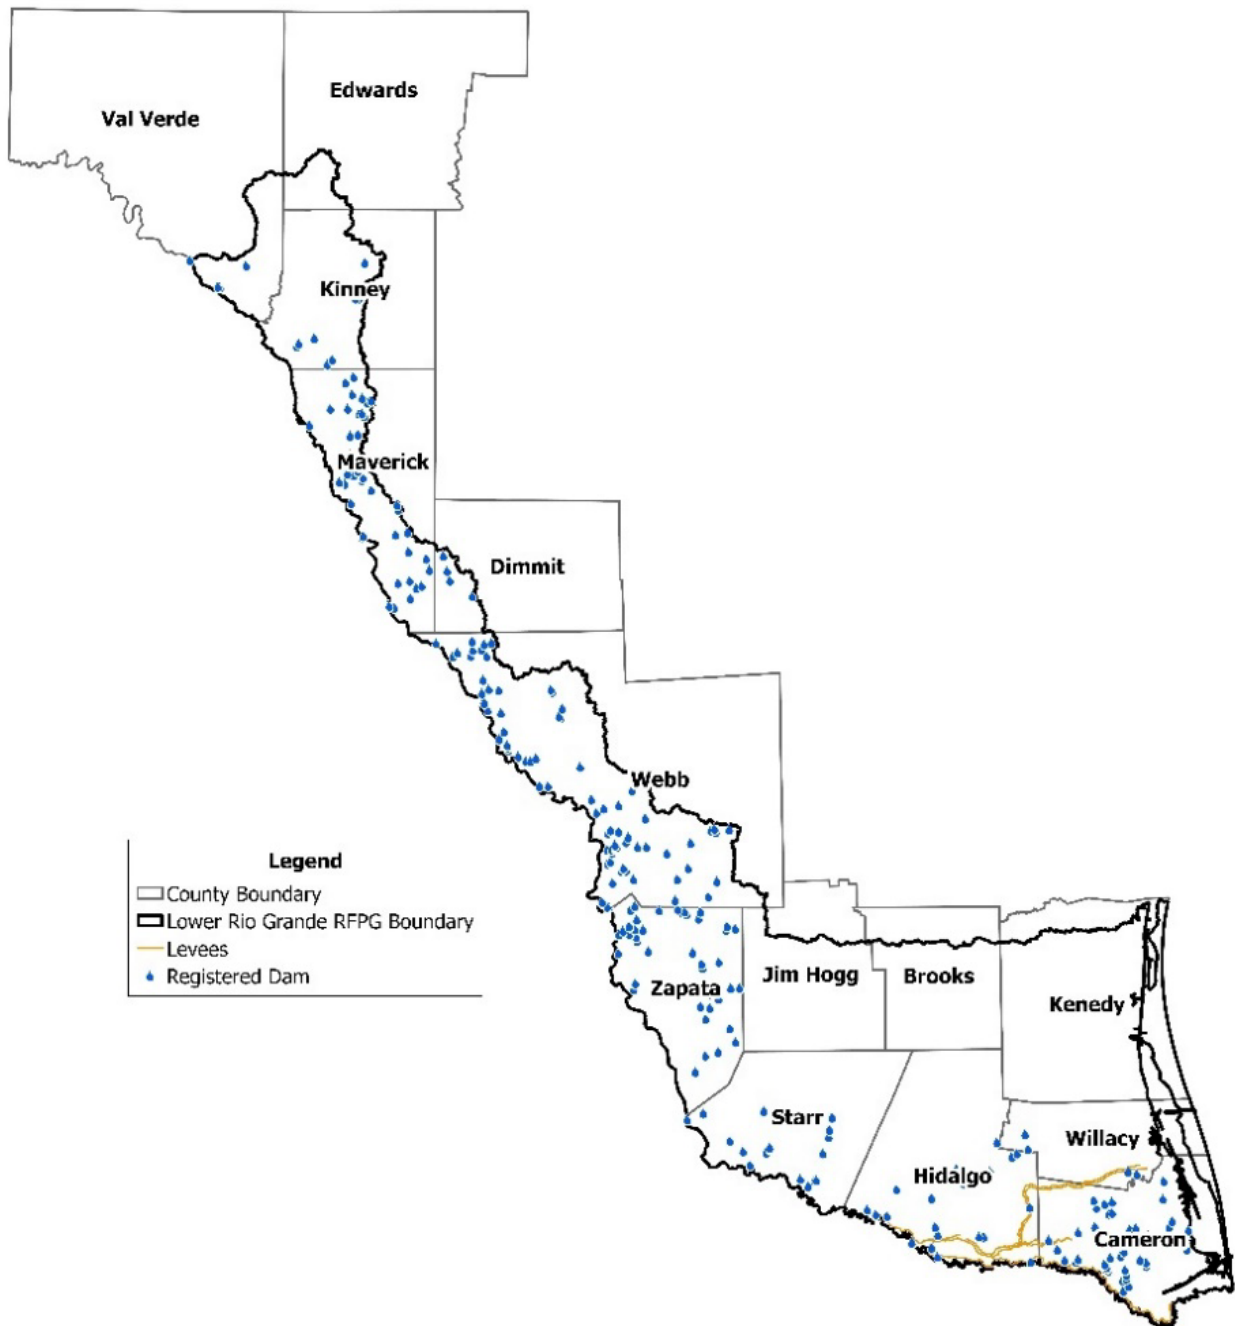 Edwards
Val Verde
Kinney
Maverick
Dimmit
Webb
Legend
County Boundary
Lower Rio Grande RFPG Boundary
Levees
Registered Dam
Zapata
Jim Hogg
Brooks
Kenedy
Starr
Willacy
Hidalgo
Cameron